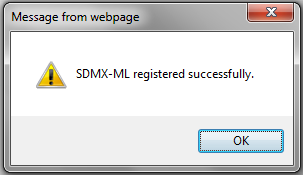 Message from webpage
SDMX-ML registered successfully.
OK